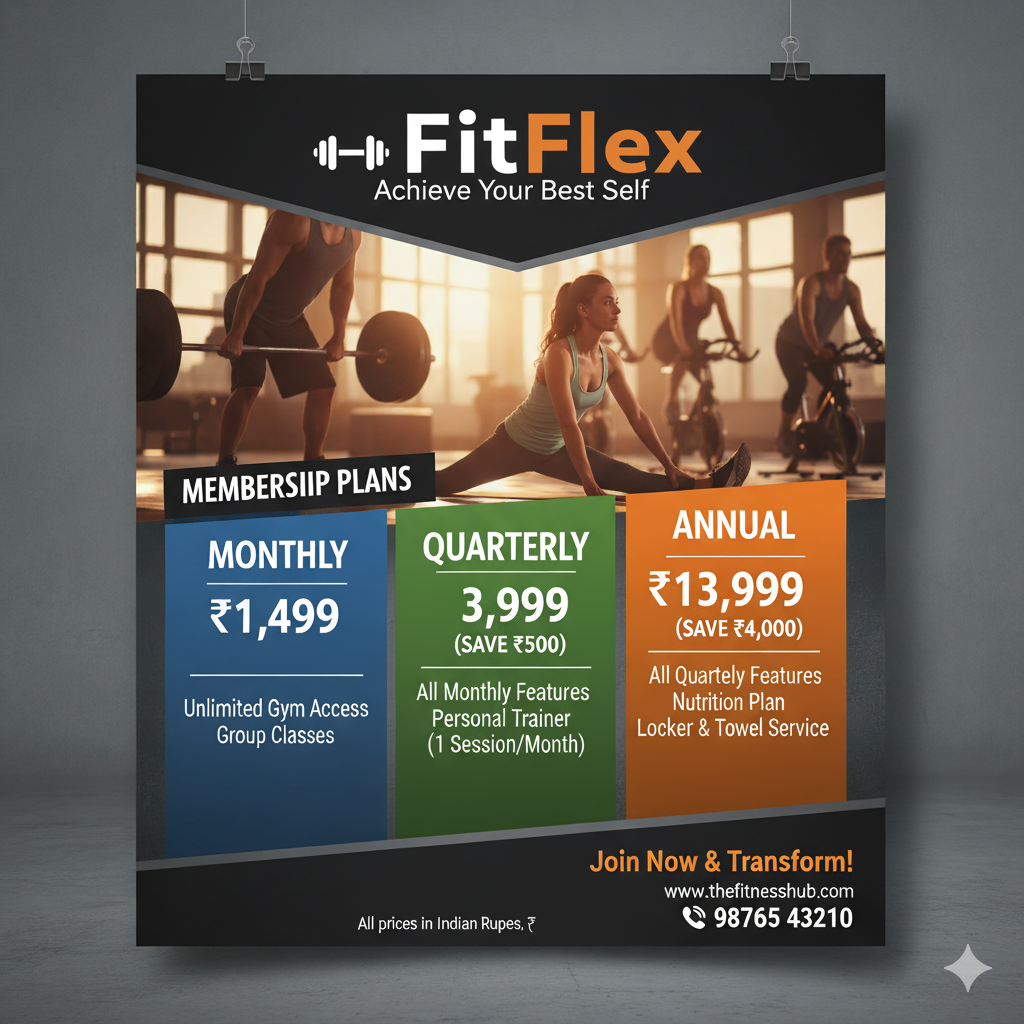 FitFlex
Achieve Your Best Self
MEMBERSIIP PLANS
MONTHLY
₹1,499
Unlimited Gym Access
Group Classes
QUARTERLY
3,999
(SAVE ₹500)
All Monthly Features
Personal Trainer
(1 Session/Month)
ANNUAL
₹13,999
(SAVE ₹4,000)
All Quartely Features
Nutrition Plan
Locker & Towel Service
Join Now & Transform!
www.thefitnesshub.com
98765 43210
All prices in Indian Rupes, ₹